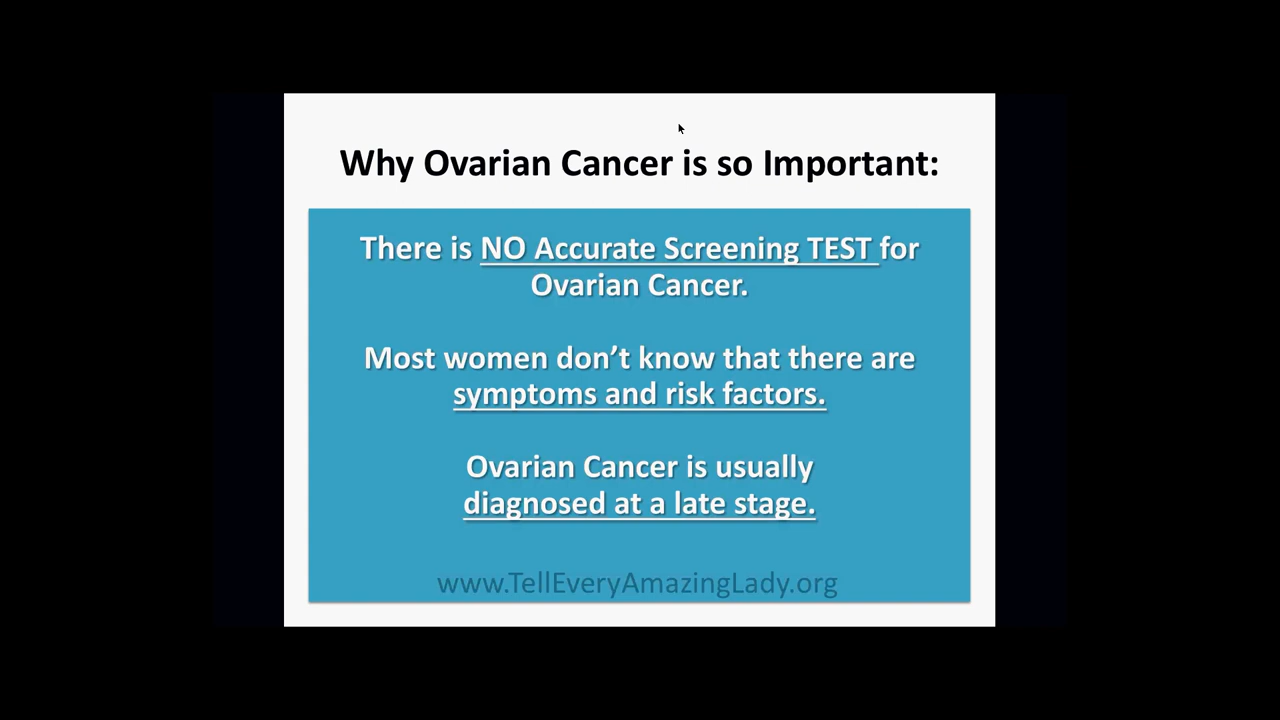 Why Ovarian Cancer is so Important:
There is NO Accurate Screening TEST for
Ovarian Cancer.
Most women don’t know that there are
symptoms and risk factors.
Ovarian Cancer is usually
diagnosed at a late stage.
www.TellEveryAmazingLady.org